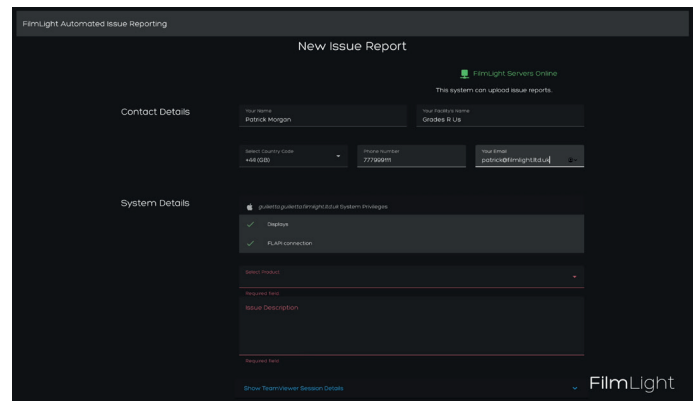 FilmLight Automated Issue Reporting
New Issue Report
FilmLight Servers Online
This system can upload issue reports.
Contact Details
Your Name
Patrick Morgan
Your Facility's Name
Grades R Us
Select Country Code
+44 (GB)
Phone Number
777999111
Your Email
patrick@filmlight.ltd.uk
System Details
System Privileges
Displays
FLAPI connection
Select Product
Required field
Issue Description
Required field
Show TeamViewer Session Details
FilmLight